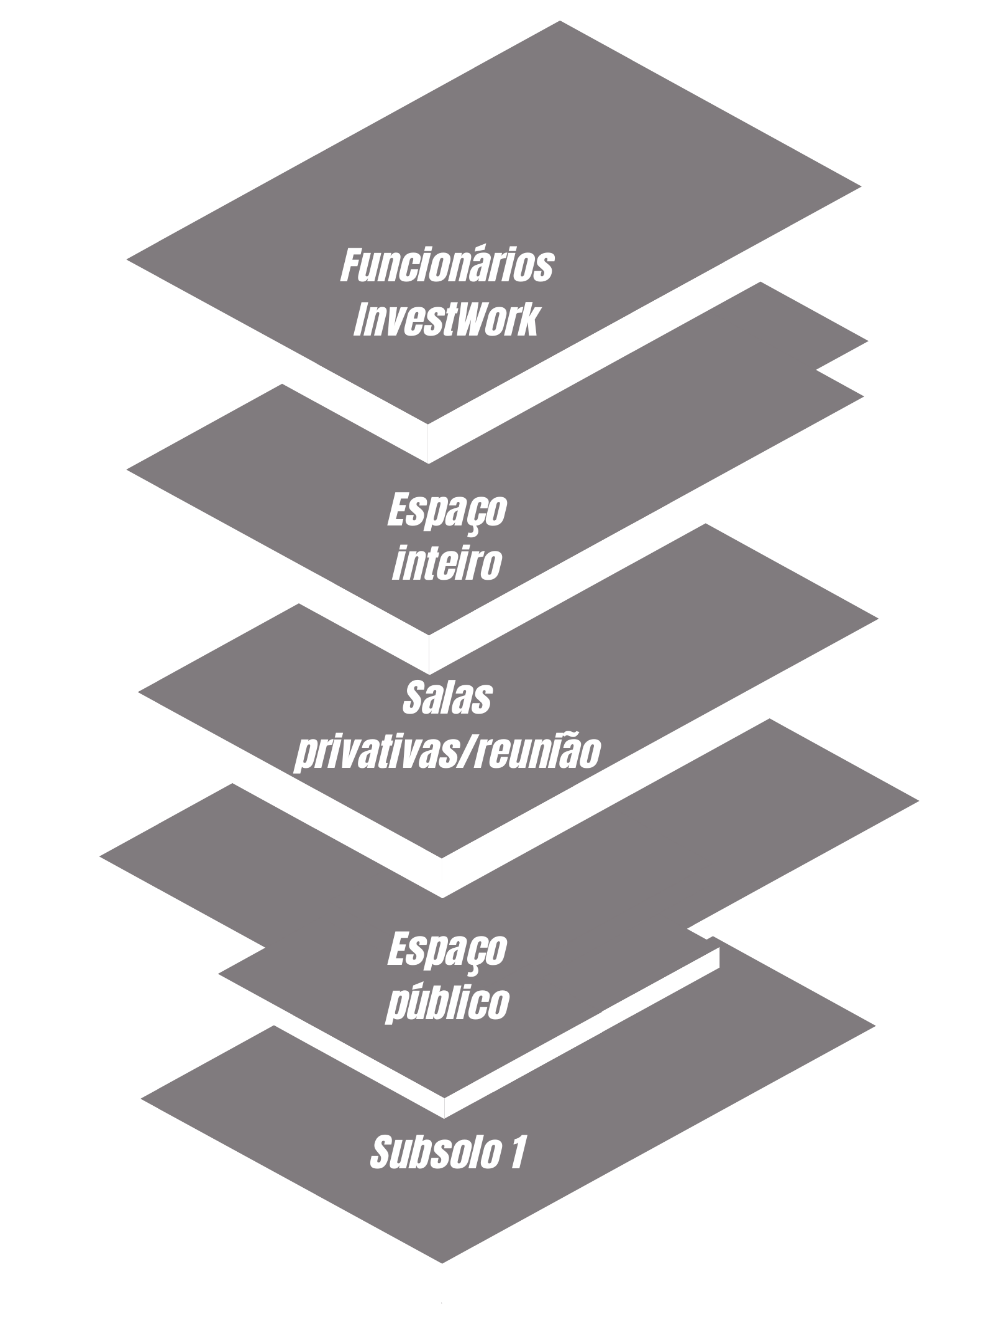 Funcionários
InvestWork
Espaço
inteiro
Salas
privativas/reunião
Espaço
público
Subsolo 1